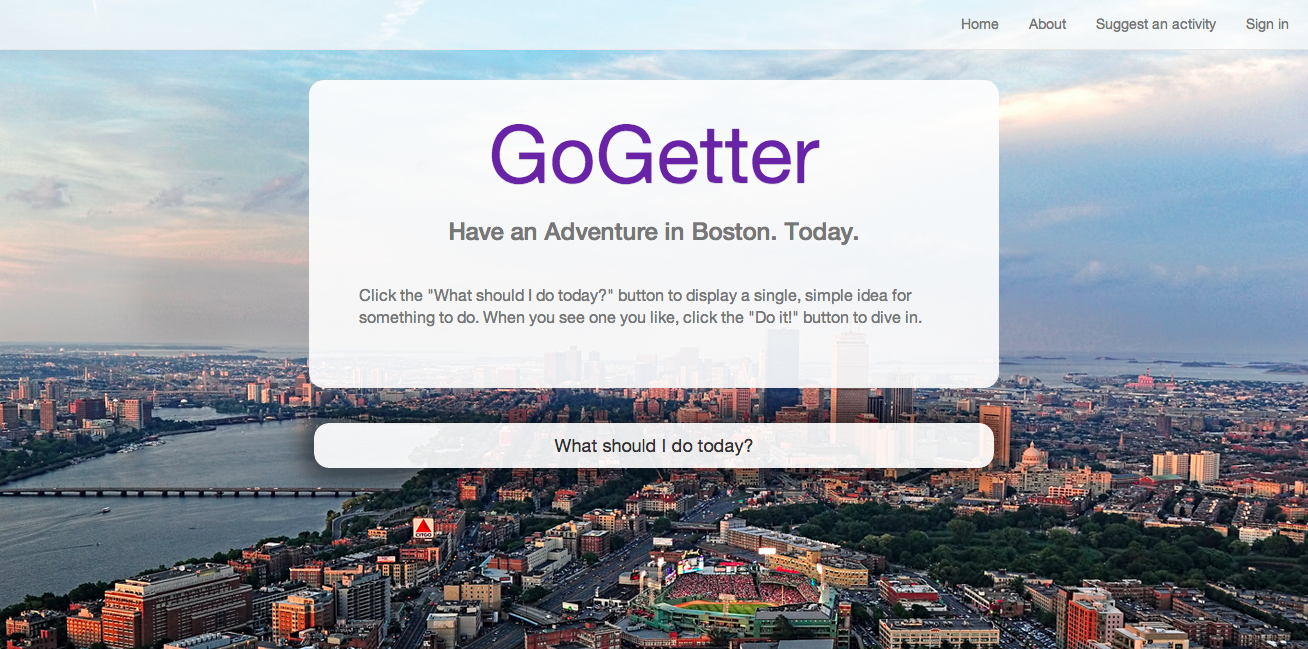 Home About Suggest an activity Sign in
GoGetter
Have an Adventure in Boston. Today.
Click the "What should I do today?" button to display a single, simple idea for
something to do. When you see one you like, click the "Do it!" button to dive in.
What should I do today?
CITGO